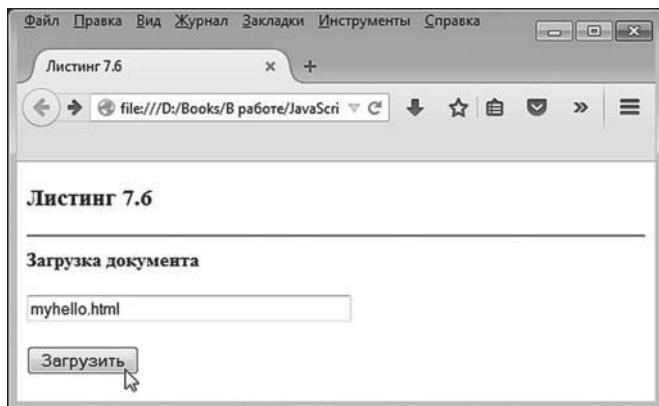 Файл Правка Вид Журнал Закладки Инструменты Справка
Листинг 7.6
file:///D:/Books/В работе/JavaScri
Листинг 7.6
Загрузка документа
myhello.html
Загрузить